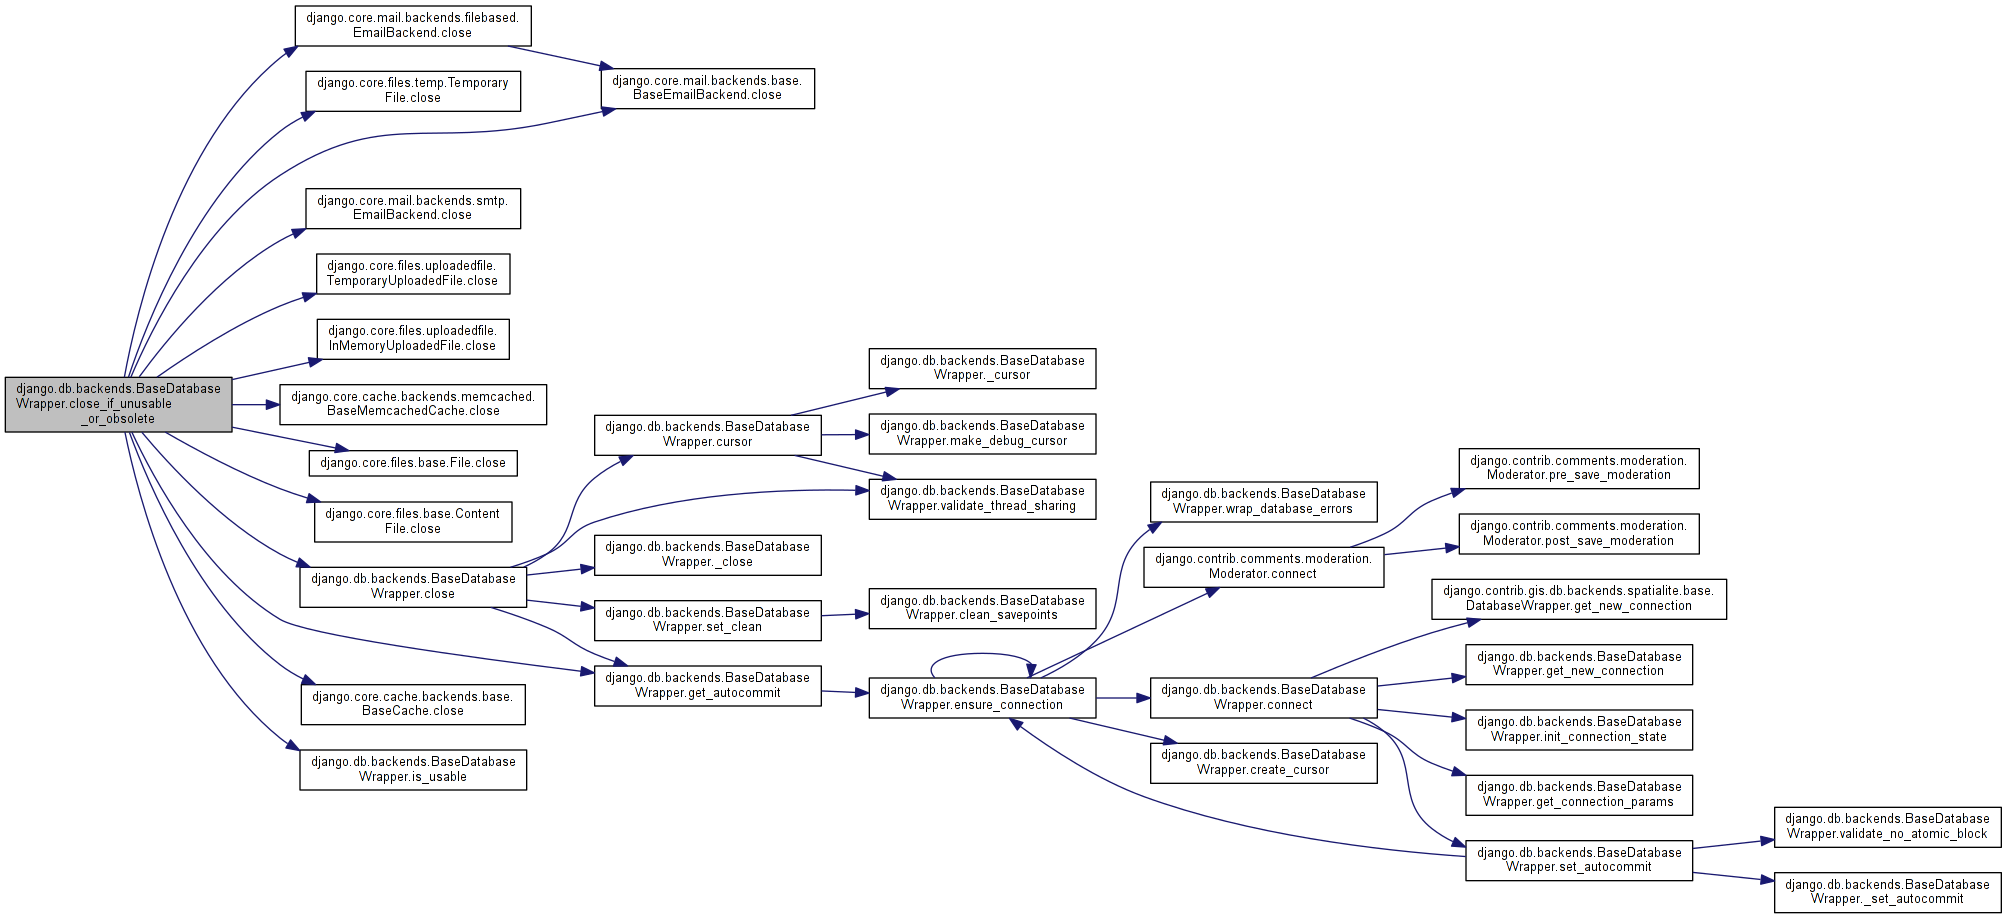 django.db.backends.BaseDatabase
Wrapper.close_if_unusable
_or_obsolete
django.core.mail.backends.filebased.
EmailBackend.close
django.core.files.temp.Temporary
File.close
django.core.mail.backends.smtp.
EmailBackend.close
django.core.files.uploadedfile.
TemporaryUploadedFile.close
django.core.files.uploadedfile.
InMemoryUploadedFile.close
django.core.cache.backends.memcached.
BaseMemcachedCache.close
django.core.files.base.File.close
django.core.files.base.Content
File.close
django.db.backends.BaseDatabase
Wrapper.close
django.core.cache.backends.base.
BaseCache.close
django.db.backends.BaseDatabase
Wrapper.is_usable
django.core.mail.backends.base.
BaseEmailBackend.close
django.db.backends.BaseDatabase
Wrapper.cursor
django.db.backends.BaseDatabase
Wrapper._close
django.db.backends.BaseDatabase
Wrapper.set_clean
django.db.backends.BaseDatabase
Wrapper.get_autocommit
django.db.backends.BaseDatabase
Wrapper._cursor
django.db.backends.BaseDatabase
Wrapper.make_debug_cursor
django.db.backends.BaseDatabase
Wrapper.validate_thread_sharing
django.db.backends.BaseDatabase
Wrapper.clean_savepoints
django.db.backends.BaseDatabase
Wrapper.ensure_connection
django.db.backends.BaseDatabase
Wrapper.wrap_database_errors
django.contrib.comments.moderation.
Moderator.connect
django.db.backends.BaseDatabase
Wrapper.connect
django.db.backends.BaseDatabase
Wrapper.create_cursor
django.contrib.comments.moderation.
Moderator.pre_save_moderation
django.contrib.comments.moderation.
Moderator.post_save_moderation
django.contrib.gis.db.backends.spatialite.base.
DatabaseWrapper.get_new_connection
django.db.backends.BaseDatabase
Wrapper.get_new_connection
django.db.backends.BaseDatabase
Wrapper.init_connection_state
django.db.backends.BaseDatabase
Wrapper.get_connection_params
django.db.backends.BaseDatabase
Wrapper.set_autocommit
django.db.backends.BaseDatabase
Wrapper.validate_no_atomic_block
django.db.backends.BaseDatabase
Wrapper._set_autocommit